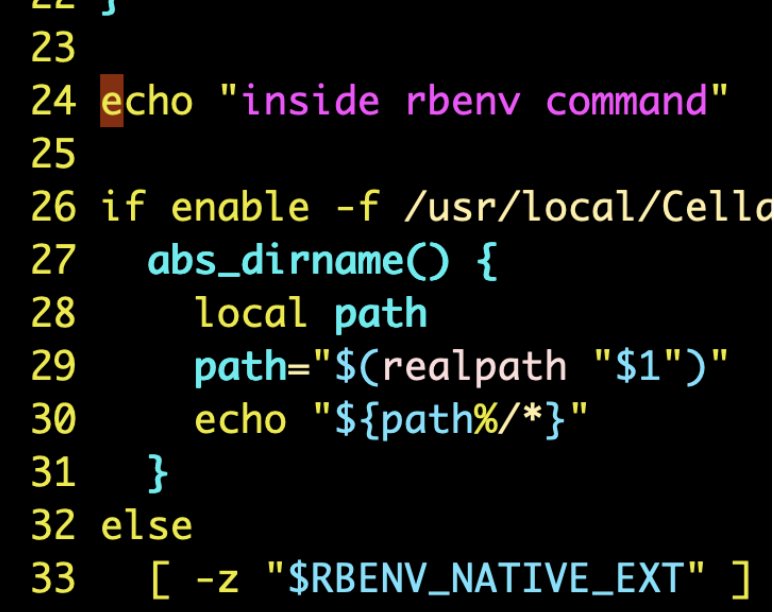 22 }
23
24 echo "inside rbenv command"
25
26 if enable -f /usr/local/Cella
27   abs_dirname() {
28     local path
29     path="$(realpath "$1")"
30     echo "${path%/*}"
31   }
32 else
33   [ -z "$RBENV_NATIVE_EXT" ]